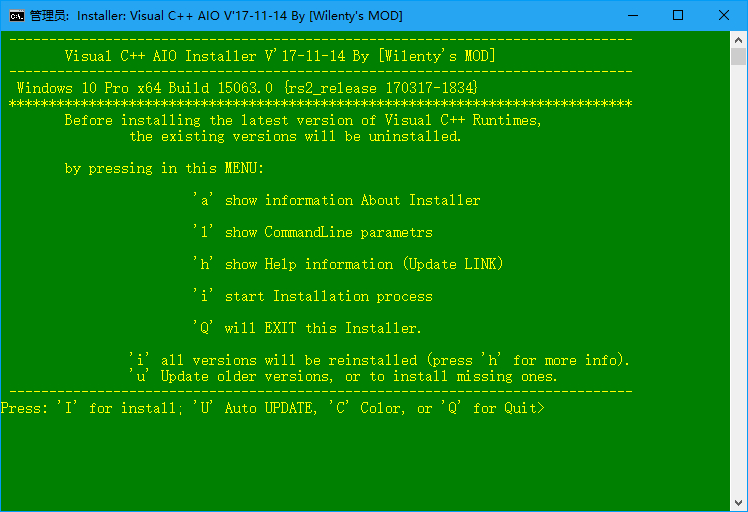 管理员: Installer: Visual C++ AIO V'17-11-14 By [Wilenty's MOD]
--------------------------------------------------------------------------------
Visual C++ AIO Installer V'17-11-14 By [Wilenty's MOD]
--------------------------------------------------------------------------------
Windows 10 Pro x64 Build 15063.0 {rs2_release 170317-1834}
******************************************************************************
Before installing the latest version of Visual C++ Runtimes,
the existing versions will be uninstalled.
by pressing in this MENU:
'a' show information About Installer
'l' show CommandLine parametrs
'h' show Help information (Update LINK)
'i' start Installation process
'Q' will EXIT this Installer.
'i' all versions will be reinstalled (press 'h' for more info).
'u' Update older versions, or to install missing ones.
--------------------------------------------------------------------------------
Press: 'I' for install; 'U' Auto UPDATE, 'C' Color, or 'Q' for Quit>